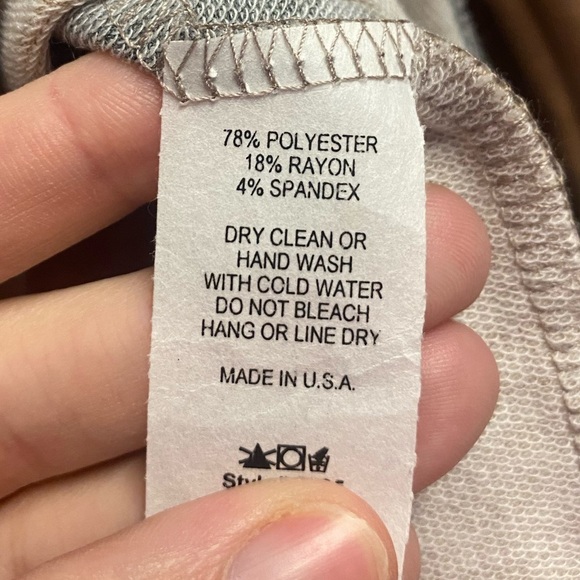 78% POLYESTER
18% RAYON
4% SPANDEX
DRY CLEAN OR
HAND WASH
WITH COLD WATER
DO NOT BLEACH
HANG OR LINE DRY
MADE IN U.S.A.